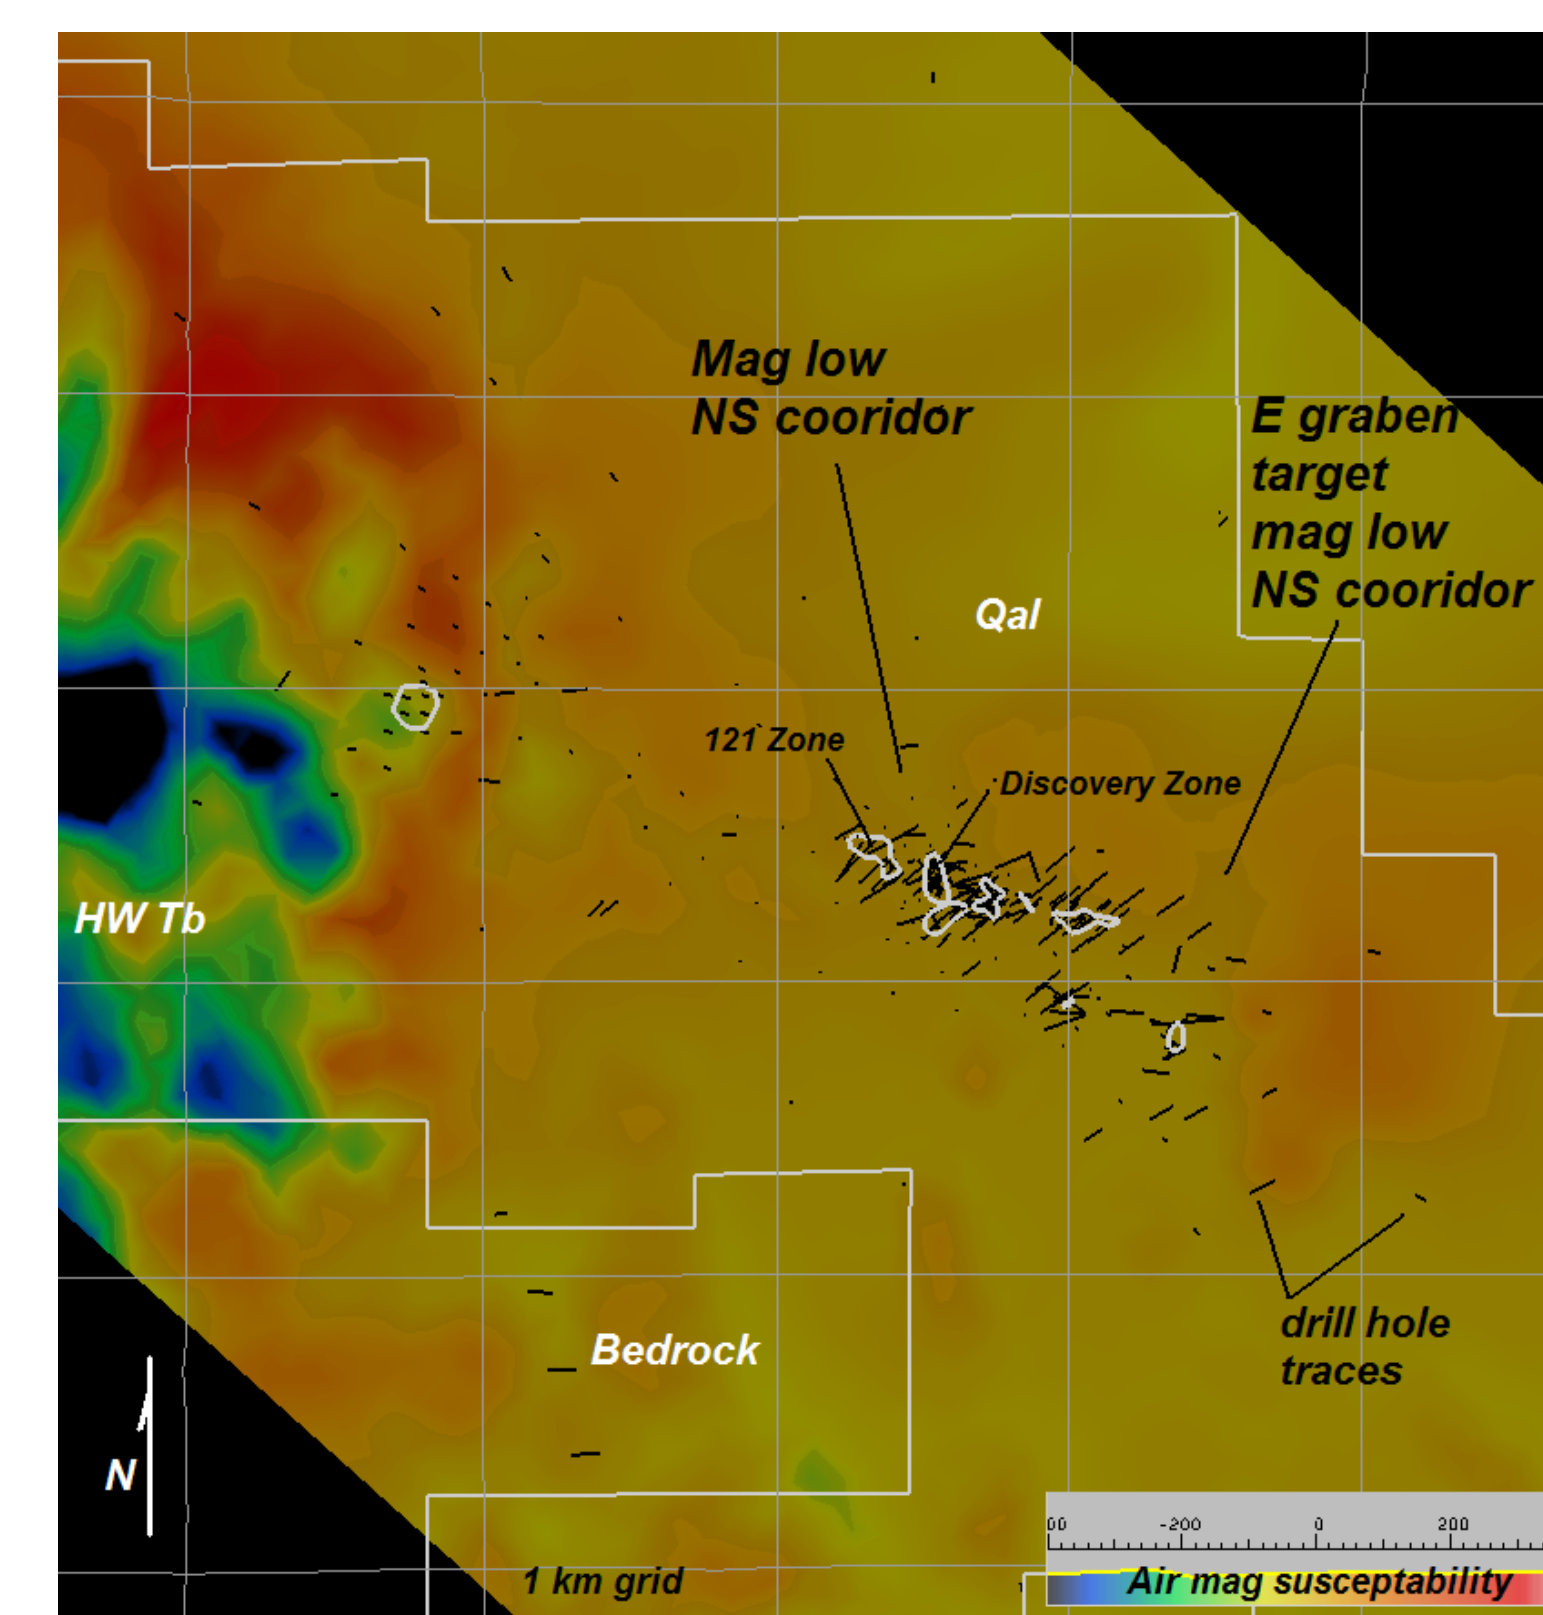 Mag low
NS cooridor
E graben
target
mag low
NS cooridor
Qal
121 Zone
Discovery Zone
HW Tb
Bedrock
drill hole
traces
N
1 km grid
00 -200 0 200
Air mag susceptability